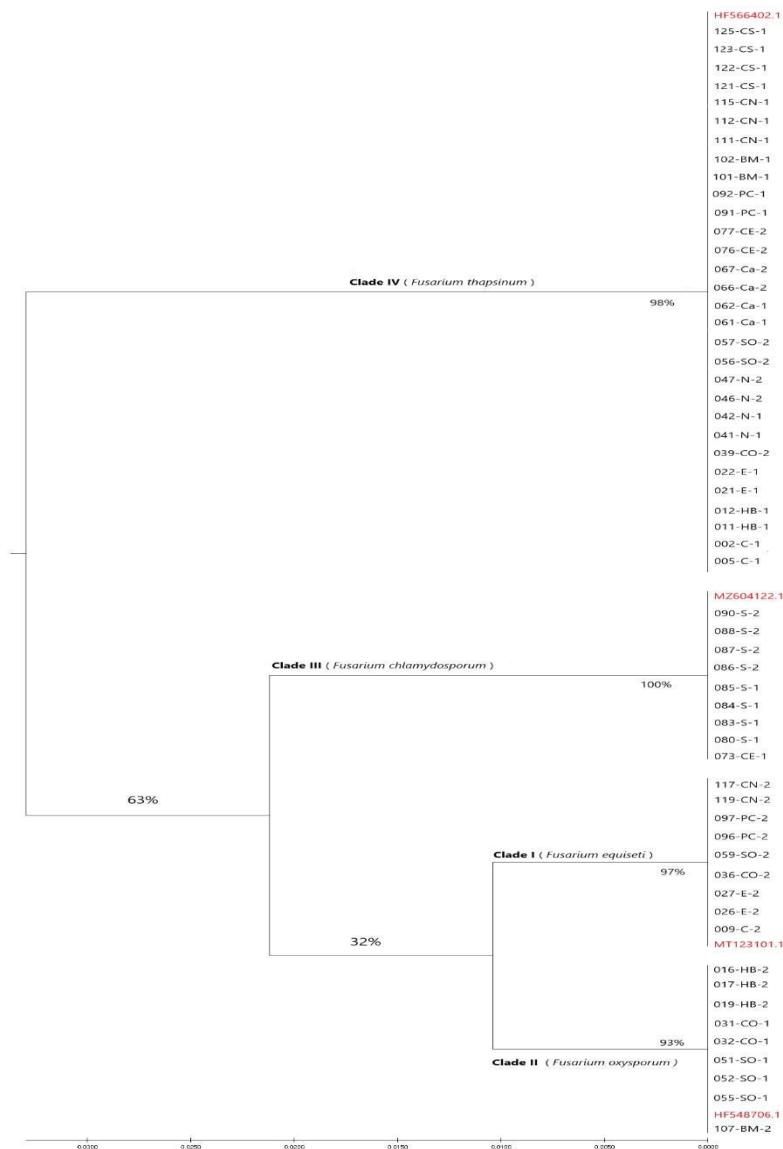 HF566402.1
125-CS-1
123-CS-1
122-CS-1
121-CS-1
115-CN-1
112-CN-1
111-CN-1
102-BM-1
101-BM-1
092-PC-1
091-PC-1
077-CE-2
076-CE-2
067-Ca-2
Clade IV ( Fusarium thapsinum )
066-Ca-2
98%
062-Ca-1
061-Ca-1
057-SO-2
056-SO-2
047-N-2
046-N-2
042-N-1
041-N-1
039-CO-2
022-E-1
021-E-1
012-HB-1
011-HB-1
002-C-1
005-C-1
MZ604122.1
090-S-2
088-S-2
087-S-2
Clade III ( Fusarium chlamydosporum )
086-S-2
100%
085-S-1
084-S-1
083-S-1
080-S-1
073-CE-1
117-CN-2
63%
119-CN-2
097-PC-2
096-PC-2
Clade I ( Fusarium equiseti )
059-SO-2
97%
036-CO-2
027-E-2
026-E-2
009-C-2
32%
MT123101.1
016-HB-2
017-HB-2
019-HB-2
031-CO-1
93%
032-CO-1
Clade II ( Fusarium oxysporum )
051-SO-1
052-SO-1
055-SO-1
HF548706.1
107-BM-2
0.0300 0.0250 0.0200 0.0150 0.0100 0.0050 0.0000